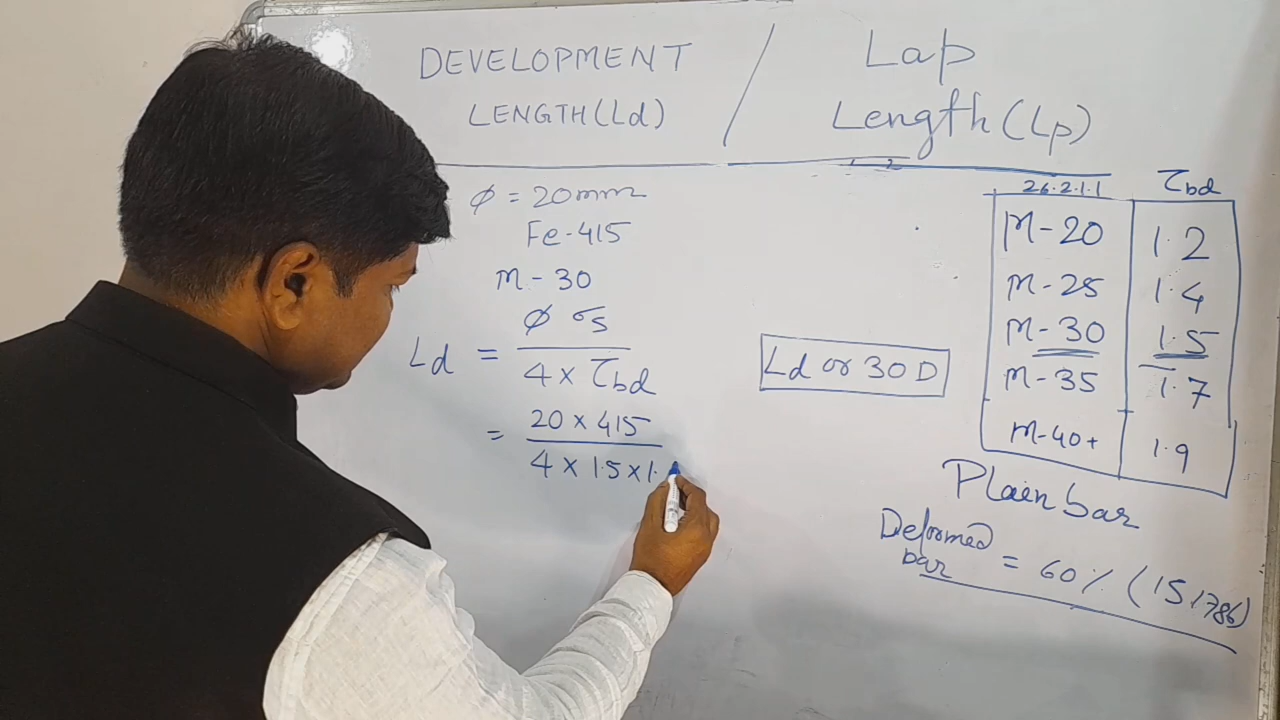 DEVELOPMENT
LENGTH(Ld)
/
Lap
Length (Lp)
φ = 20mm
Fe-415
M-30
Ld = φ σs / 4 × τbd
= 20 × 415 / 4 × 1.5 × 1.
Ld or 30 D
26.2.1.1 τbd
M-20 1.2
M-25 1.4
M-30 1.5
M-35 1.7
M-40+ 1.9
Plain bar
Deformed
bar = 60% (IS 1786)